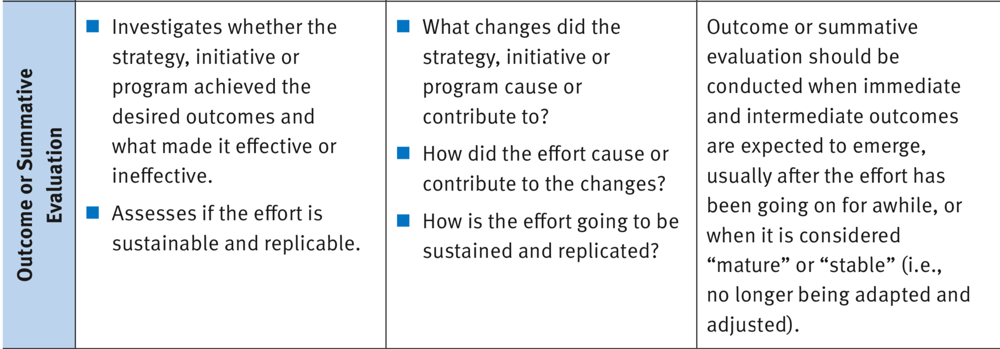 Outcome or Summative
Evaluation
■ Investigates whether the
strategy, initiative or
program achieved the
desired outcomes and
what made it effective or
ineffective.
■ Assesses if the effort is
sustainable and replicable.
■ What changes did the
strategy, initiative or
program cause or
contribute to?
■ How did the effort cause or
contribute to the changes?
■ How is the effort going to be
sustained and replicated?
Outcome or summative
evaluation should be
conducted when immediate
and intermediate outcomes
are expected to emerge,
usually after the effort has
been going on for awhile, or
when it is considered
“mature” or “stable” (i.e.,
no longer being adapted and
adjusted).